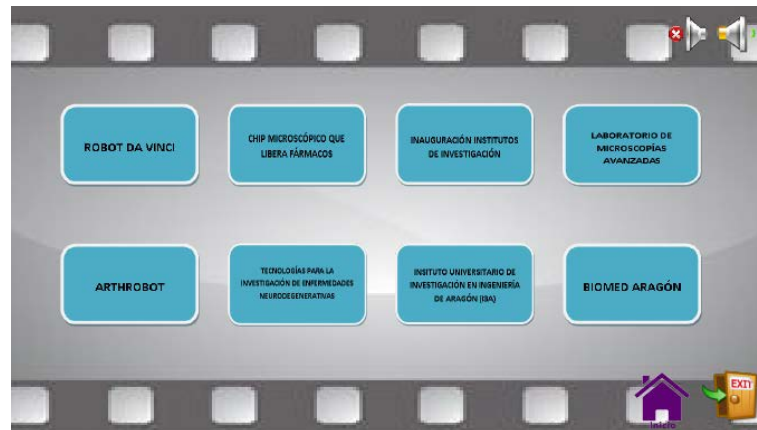 ROBOT DA VINCI
CHIP MICROSCÓPICO QUE
LIBERA FÁRMACOS
INAUGURACIÓN INSTITUTOS
DE INVESTIGACIÓN
LABORATORIO DE
MICROSCOPÍAS
AVANZADAS
ARTHROBOT
TECNOLOGÍAS PARA LA
INVESTIGACIÓN DE ENFERMEDADES
NEURODEGENERATIVAS
INSITUTO UNIVERSITARIO DE
INVESTIGACIÓN EN INGENIERÍA
DE ARAGÓN (I3A)
BIOMED ARAGÓN
EXIT
Inicio